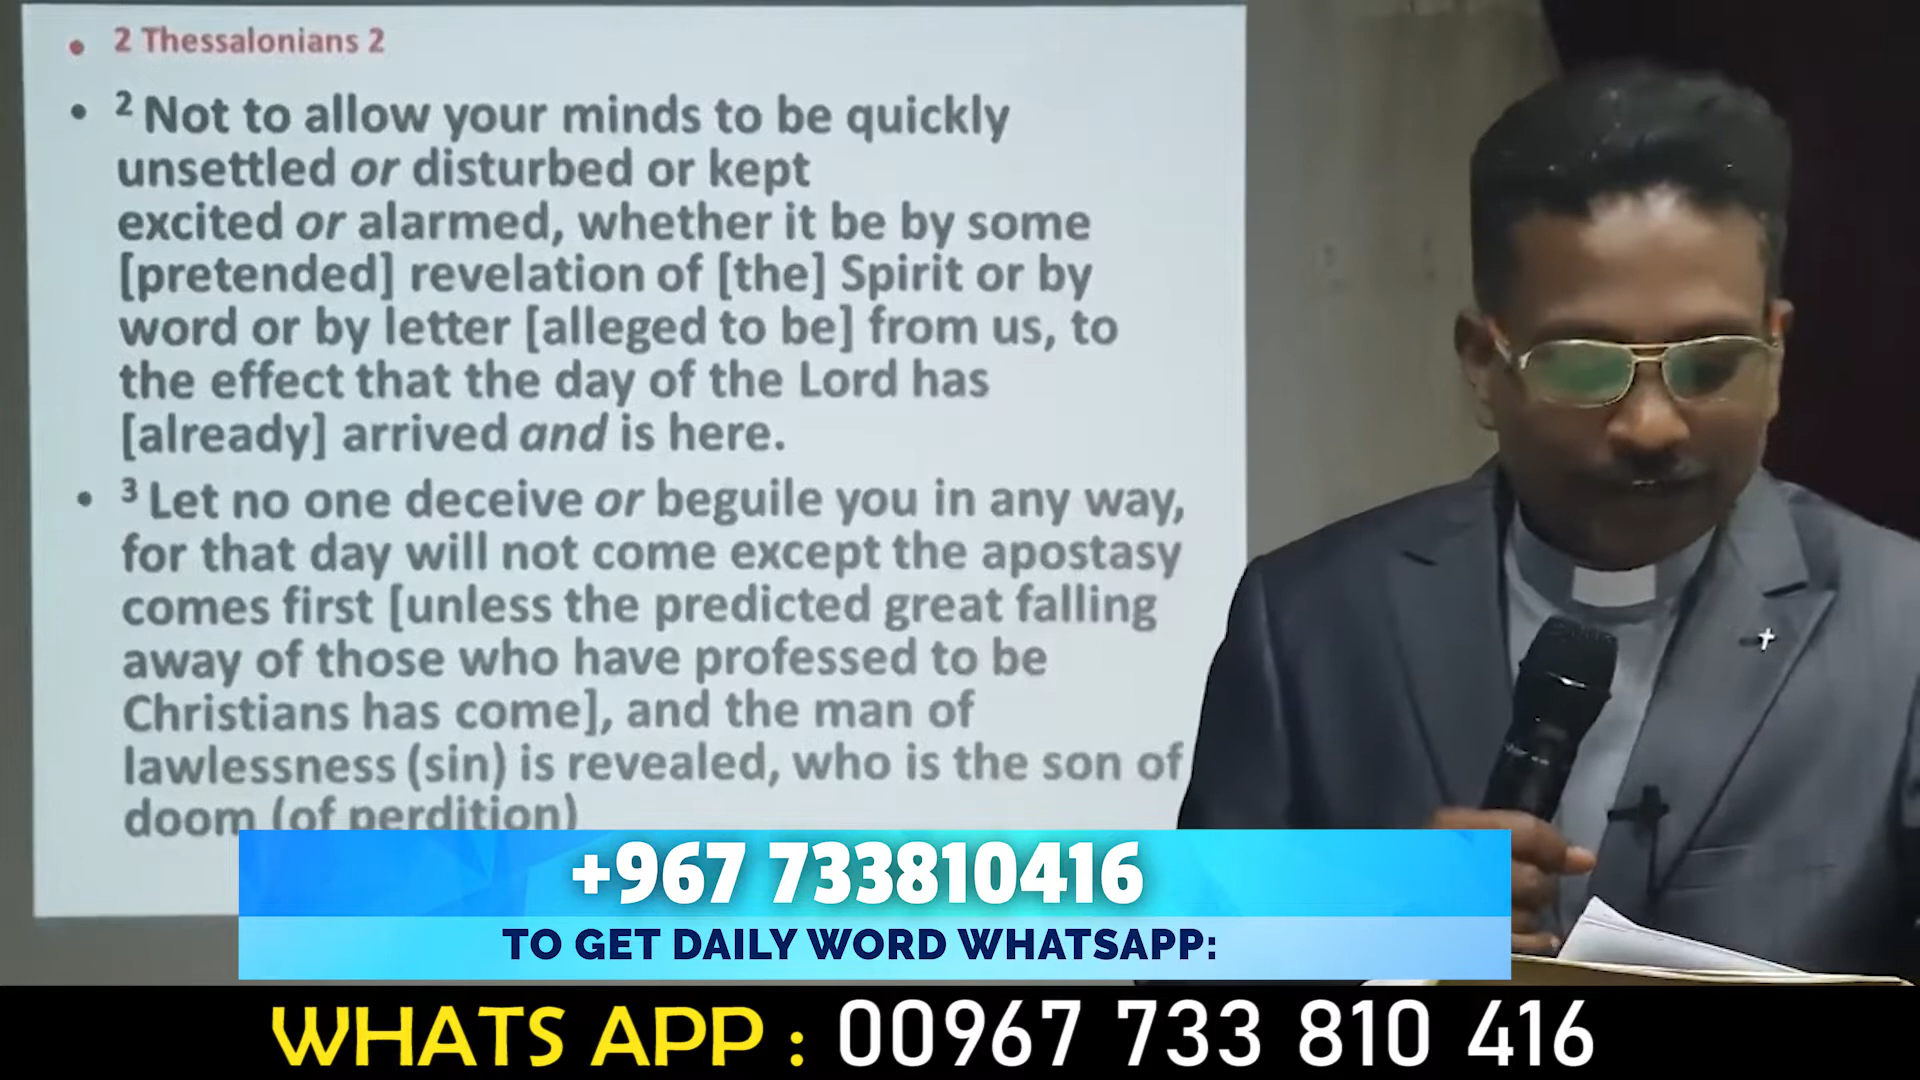 • 2 Thessalonians 2
• 2 Not to allow your minds to be quickly
unsettled or disturbed or kept
excited or alarmed, whether it be by some
[pretended] revelation of [the] Spirit or by
word or by letter [alleged to be] from us, to
the effect that the day of the Lord has
[already] arrived and is here.
• 3 Let no one deceive or beguile you in any way,
for that day will not come except the apostasy
comes first [unless the predicted great falling
away of those who have professed to be
Christians has come], and the man of
lawlessness (sin) is revealed, who is the son of
doom (of perdition)
+967 733810416
TO GET DAILY WORD WHATSAPP:
WHATS APP : 00967 733 810 416